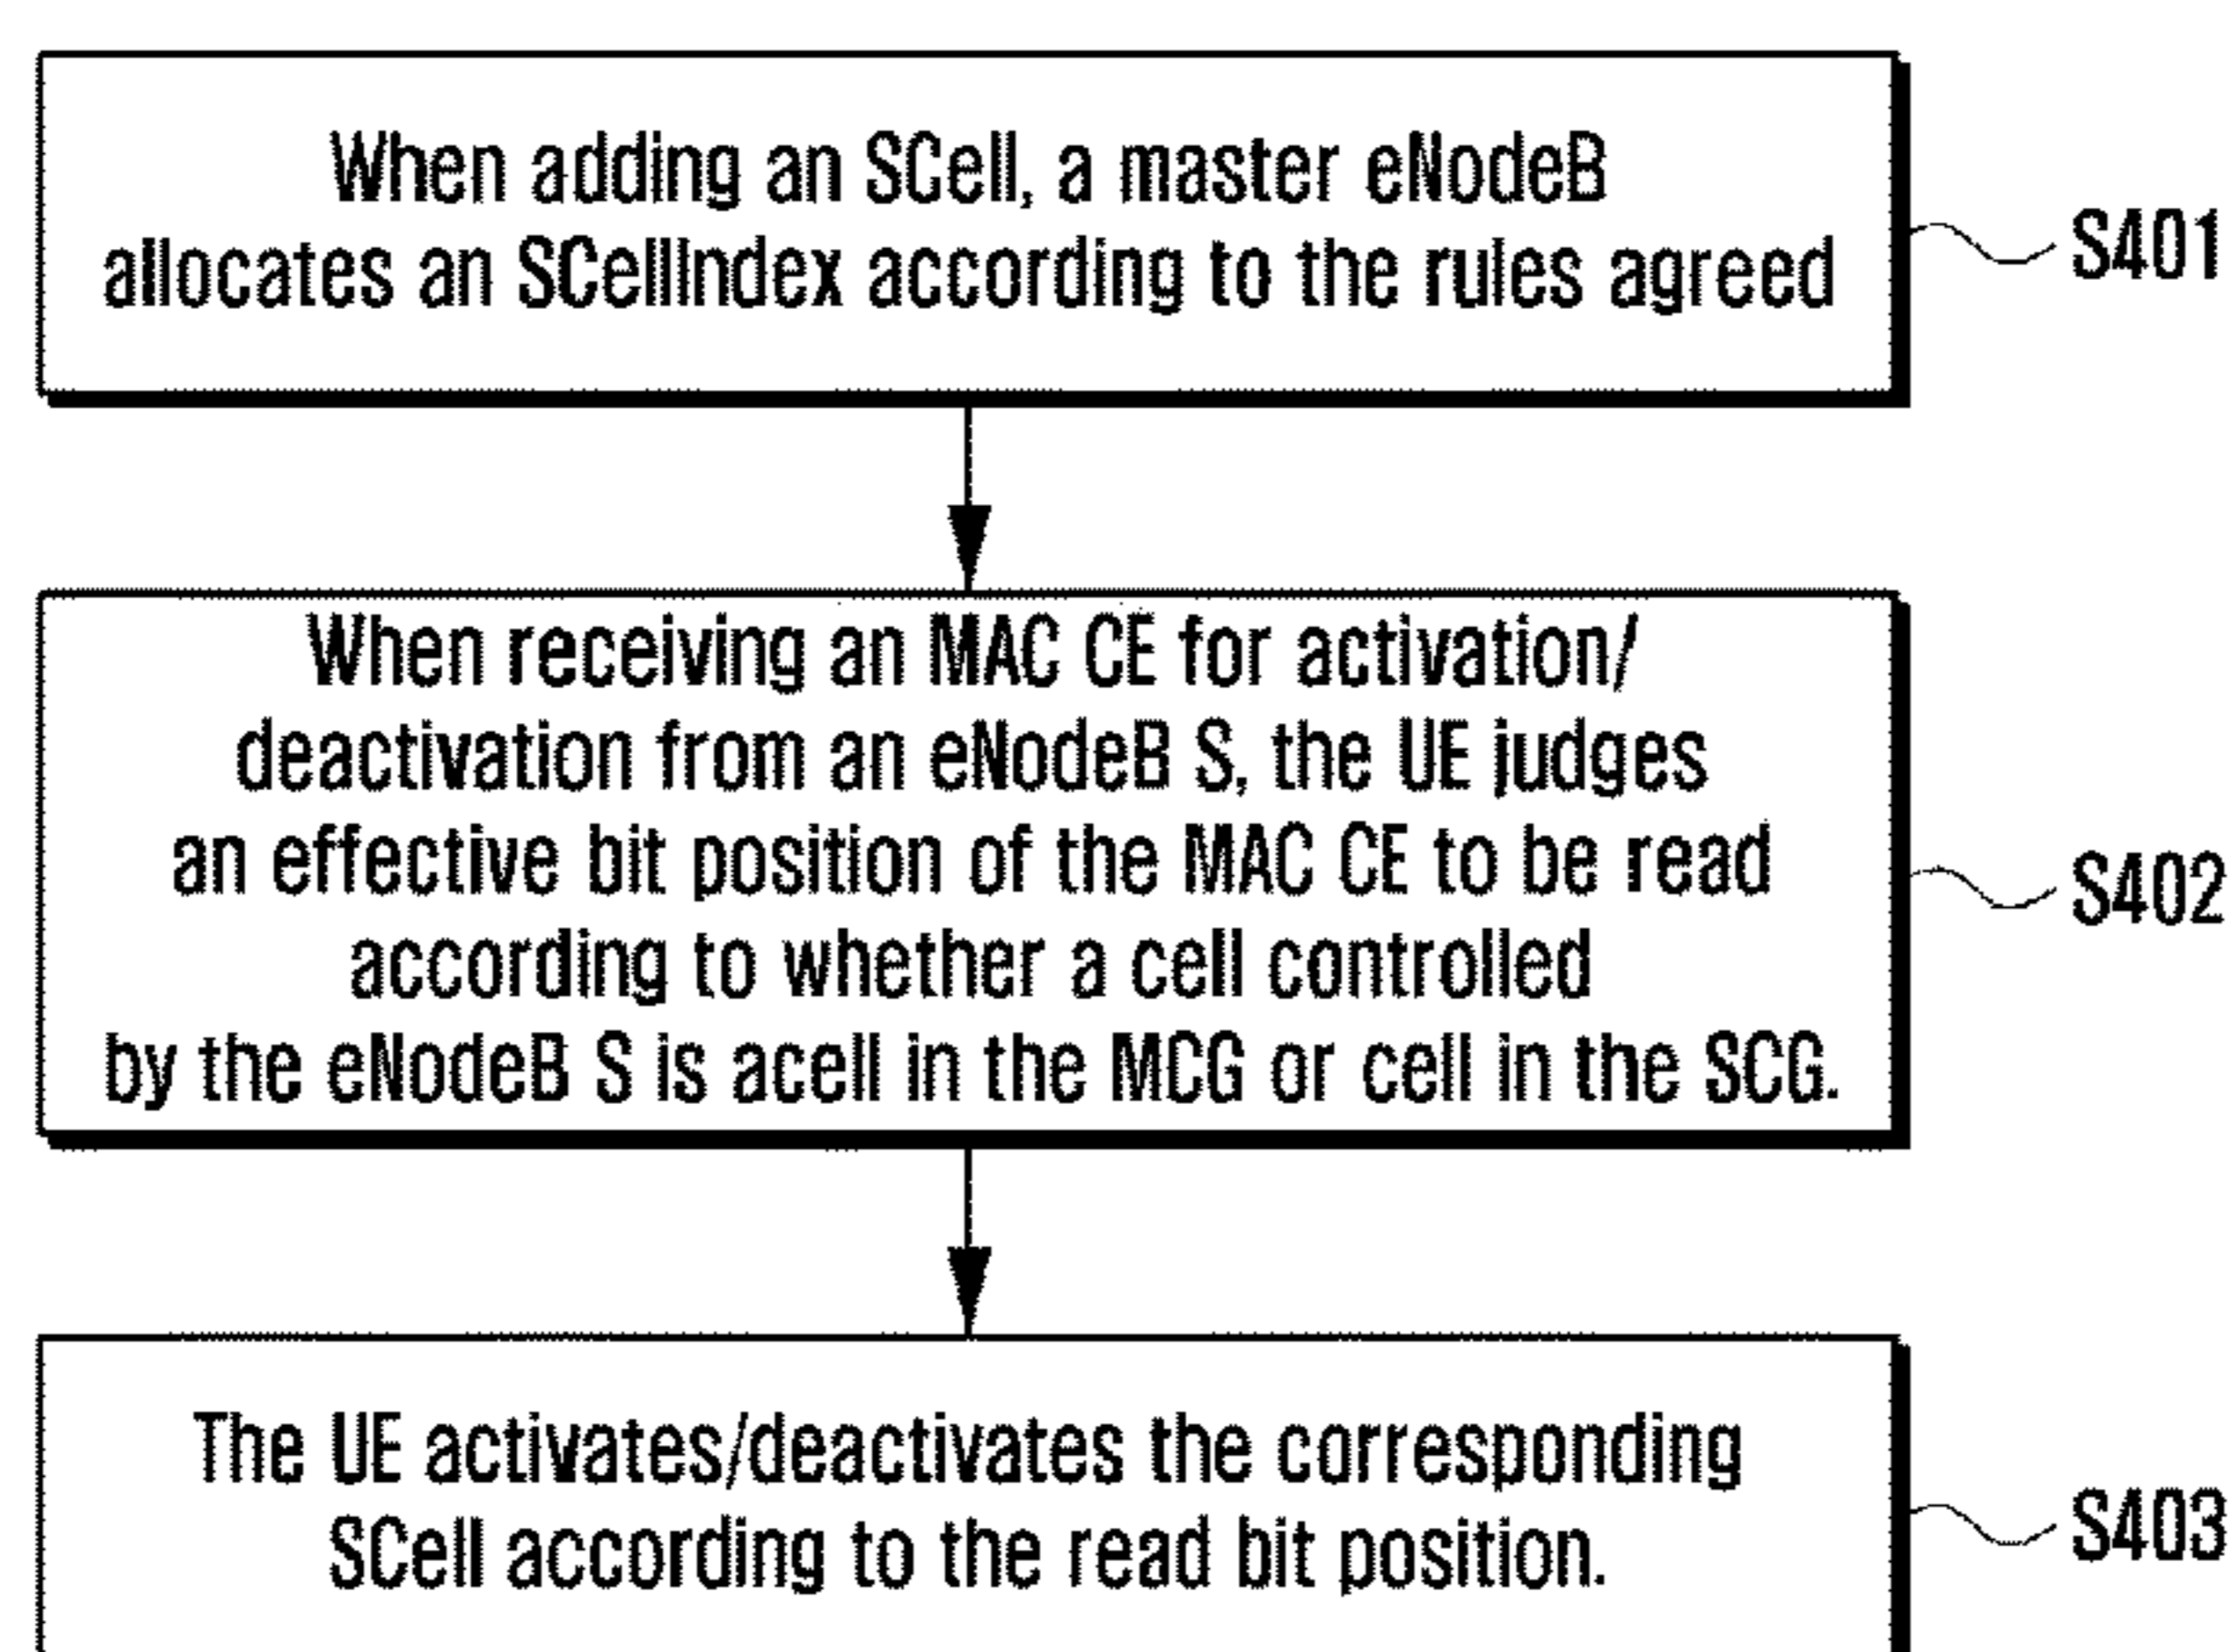 When adding an SCell, a master eNodeB
allocates an SCellIndex according to the rules agreed
S401
When receiving an MAC CE for activation/
deactivation from an eNodeB S, the UE judges
an effective bit position of the MAC CE to be read
according to whether a cell controlled
by the eNodeB S is acell in the MCG or cell in the SCG.
S402
The UE activates/deactivates the corresponding
SCell according to the read bit position.
S403